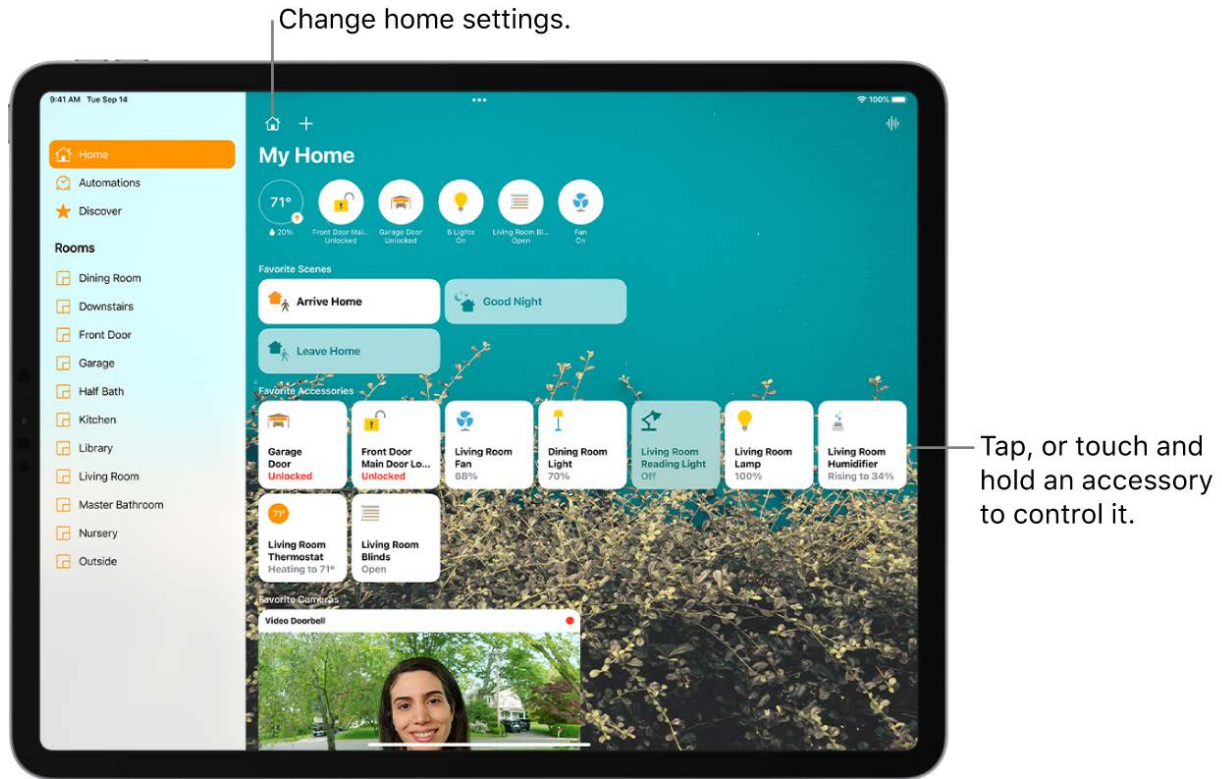 Change home settings.
9:41 AM Tue Sep 14
100%
Home
Automations
Discover
Rooms
Dining Room
Downstairs
Front Door
Garage
Half Bath
Kitchen
Library
Living Room
Master Bathroom
Nursery
Outside
My Home
71°
20%
Front Door Mai...
Unlocked
Garage Door
Unlocked
6 Lights
On
Living Room Bl...
Open
Fan
On
Favorite Scenes
Arrive Home
Good Night
Leave Home
Favorite Accessories
Garage
Door
Unlocked
Front Door
Main Door Lo...
Unlocked
Living Room
Fan
68%
Dining Room
Light
70%
Living Room
Reading Light
Off
Living Room
Lamp
100%
Living Room
Humidifier
Rising to 34%
71°
Living Room
Thermostat
Heating to 71°
Living Room
Blinds
Open
Favorite Cameras
Video Doorbell
Tap, or touch and
hold an accessory
to control it.